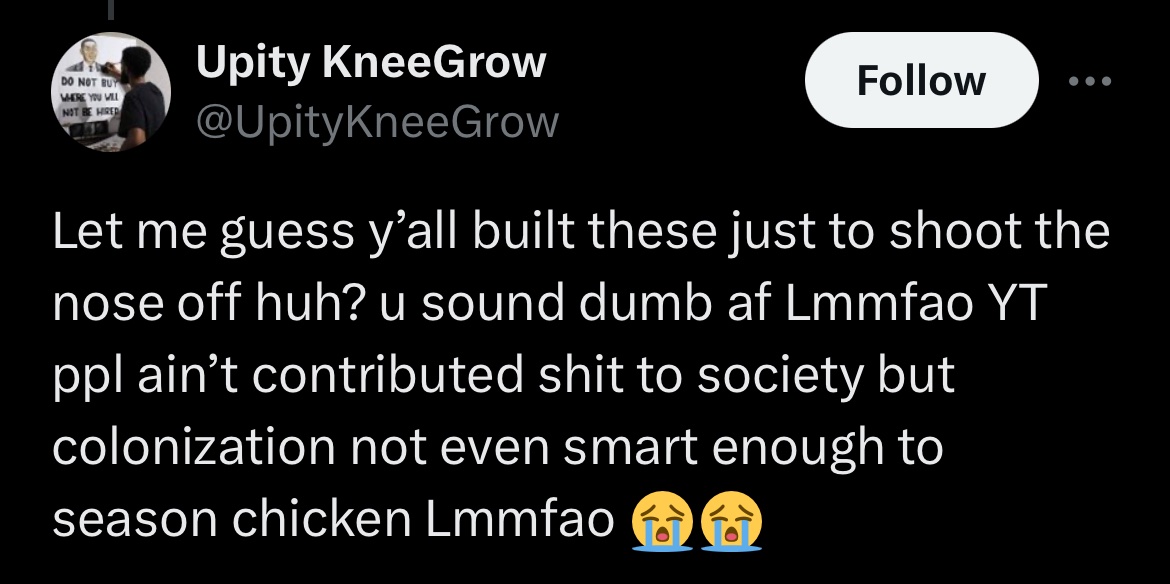 Upity KneeGrow
@UpityKneeGrow
Follow
DO NOT BUY
WHERE YOU WILL
NOT BE HIRED
Let me guess y’all built these just to shoot the
nose off huh? u sound dumb af Lmmfao YT
ppl ain’t contributed shit to society but
colonization not even smart enough to
season chicken Lmmfao 😭😭